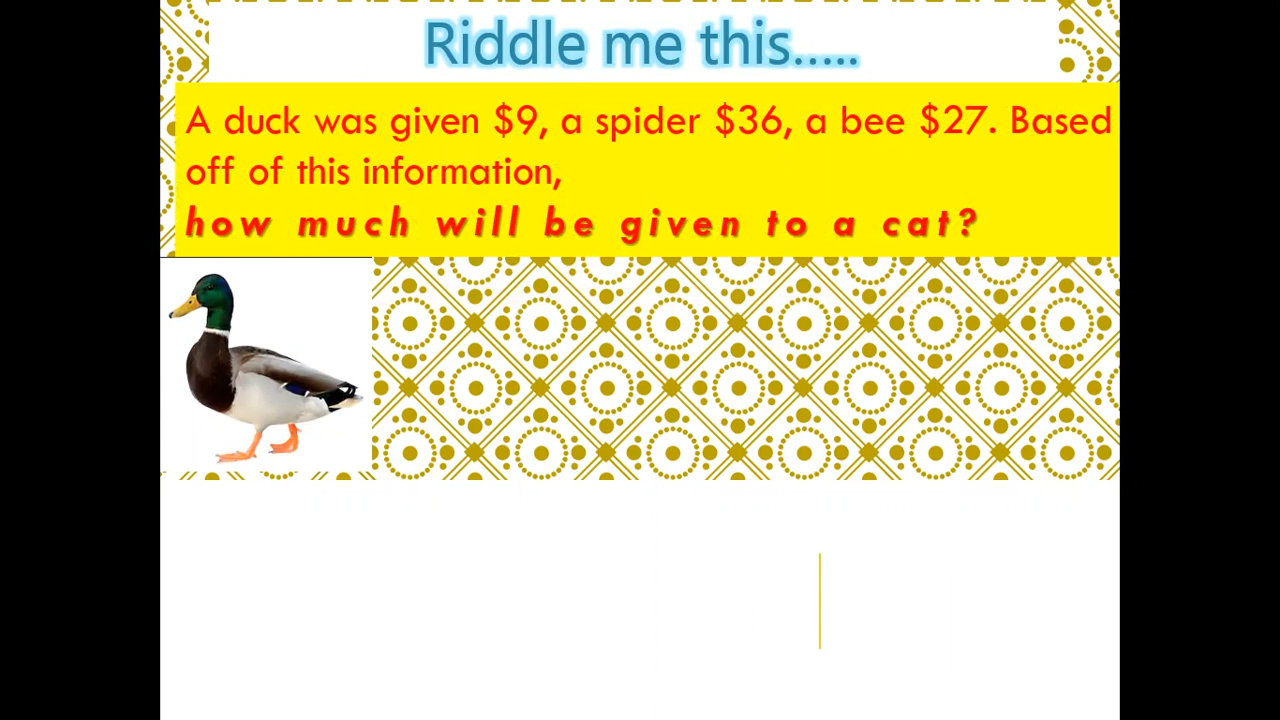 Riddle me this.....
A duck was given $9, a spider $36, a bee $27. Based
off of this information,
how much will be given to a cat?